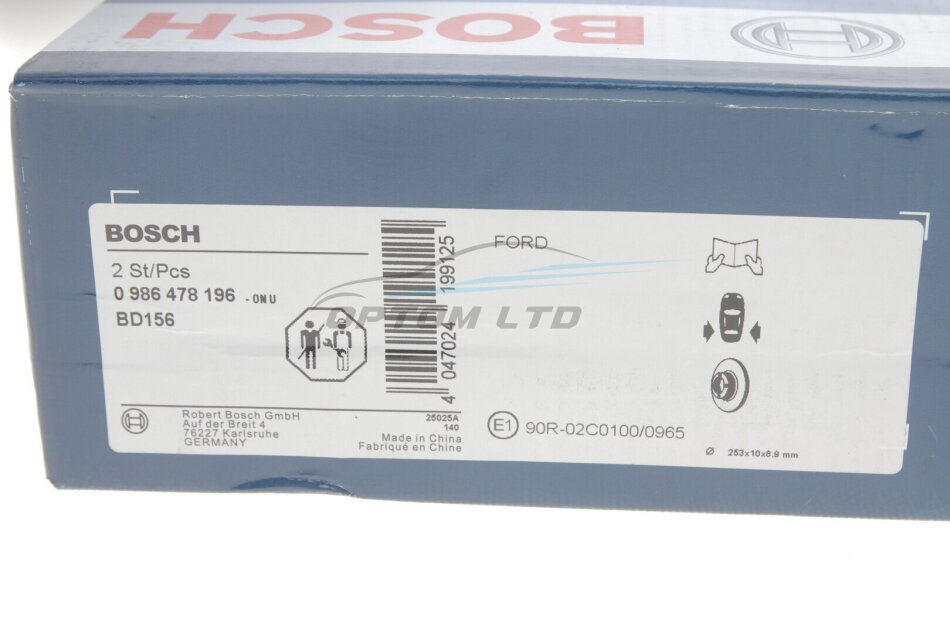 BOSCH
BOSCH
2 St/Pcs
0 986 478 196 - 0NU
BD156
4 047024 199125
FORD
OPTOM LTD
Robert Bosch GmbH
Auf der Breit 4
76227 Karlsruhe
GERMANY
25025A
140
Made in China
Fabriqué en Chine
E1 90R-02C0100/0965
Ø 253x10x8.9 mm